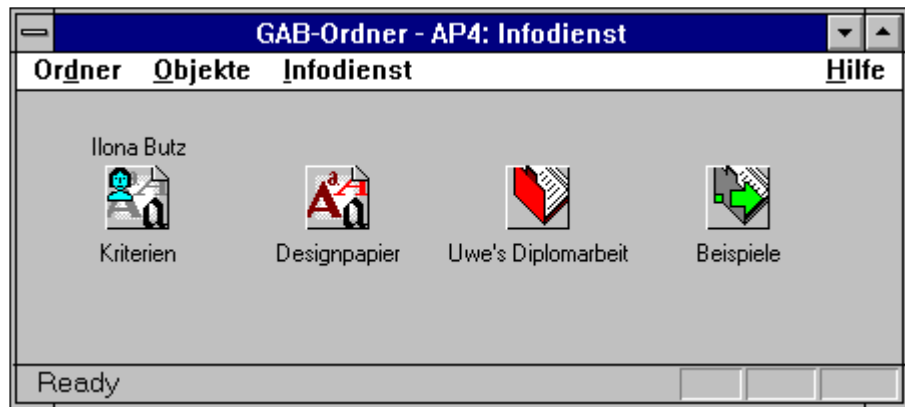 GAB-Ordner - AP4: Infodienst
Ordner Objekte Infodienst Hilfe
Ilona Butz
Kriterien Designpapier Uwe's Diplomarbeit Beispiele
Ready